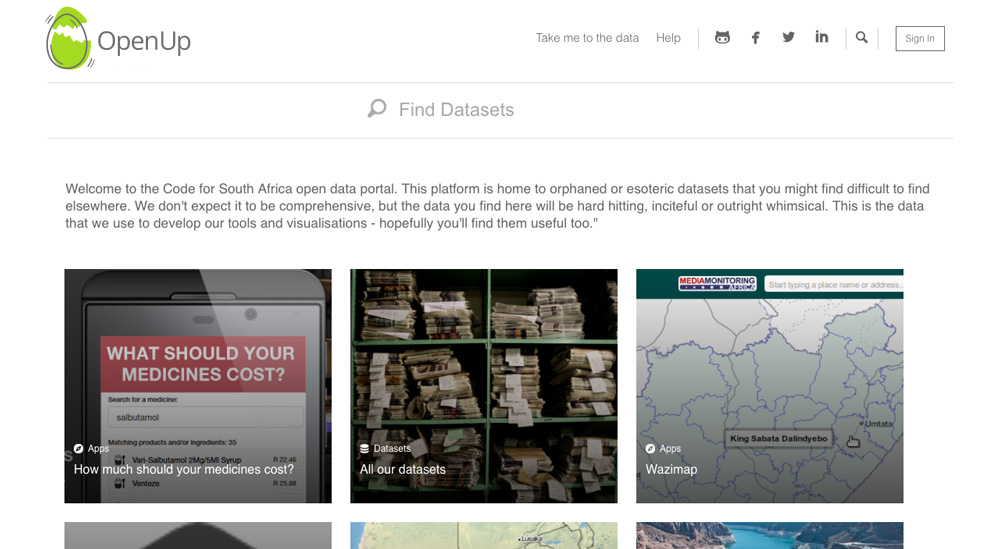 OpenUp
Take me to the data
Help
Sign In
Find Datasets
Welcome to the Code for South Africa open data portal. This platform is home to orphaned or esoteric datasets that you might find difficult to find
elsewhere. We don't expect it to be comprehensive, but the data you find here will be hard hitting, inciteful or outright whimsical. This is the data
that we use to develop our tools and visualisations - hopefully you'll find them useful too."
WHAT SHOULD YOUR
MEDICINES COST?
Search for a medicine:
salbutamol
Matching products and/or ingredients: 35
Vari-Salbutamol 2Mg/5Ml Syrup R 22.46
Venteze R 25.88
Apps
How much should your medicines cost?
Datasets
All our datasets
MEDIAMONITORING
AFRICA
Start typing a place name or address..
Umtata
King Sabata Dalindyebo
Apps
Wazimap
Lusaka